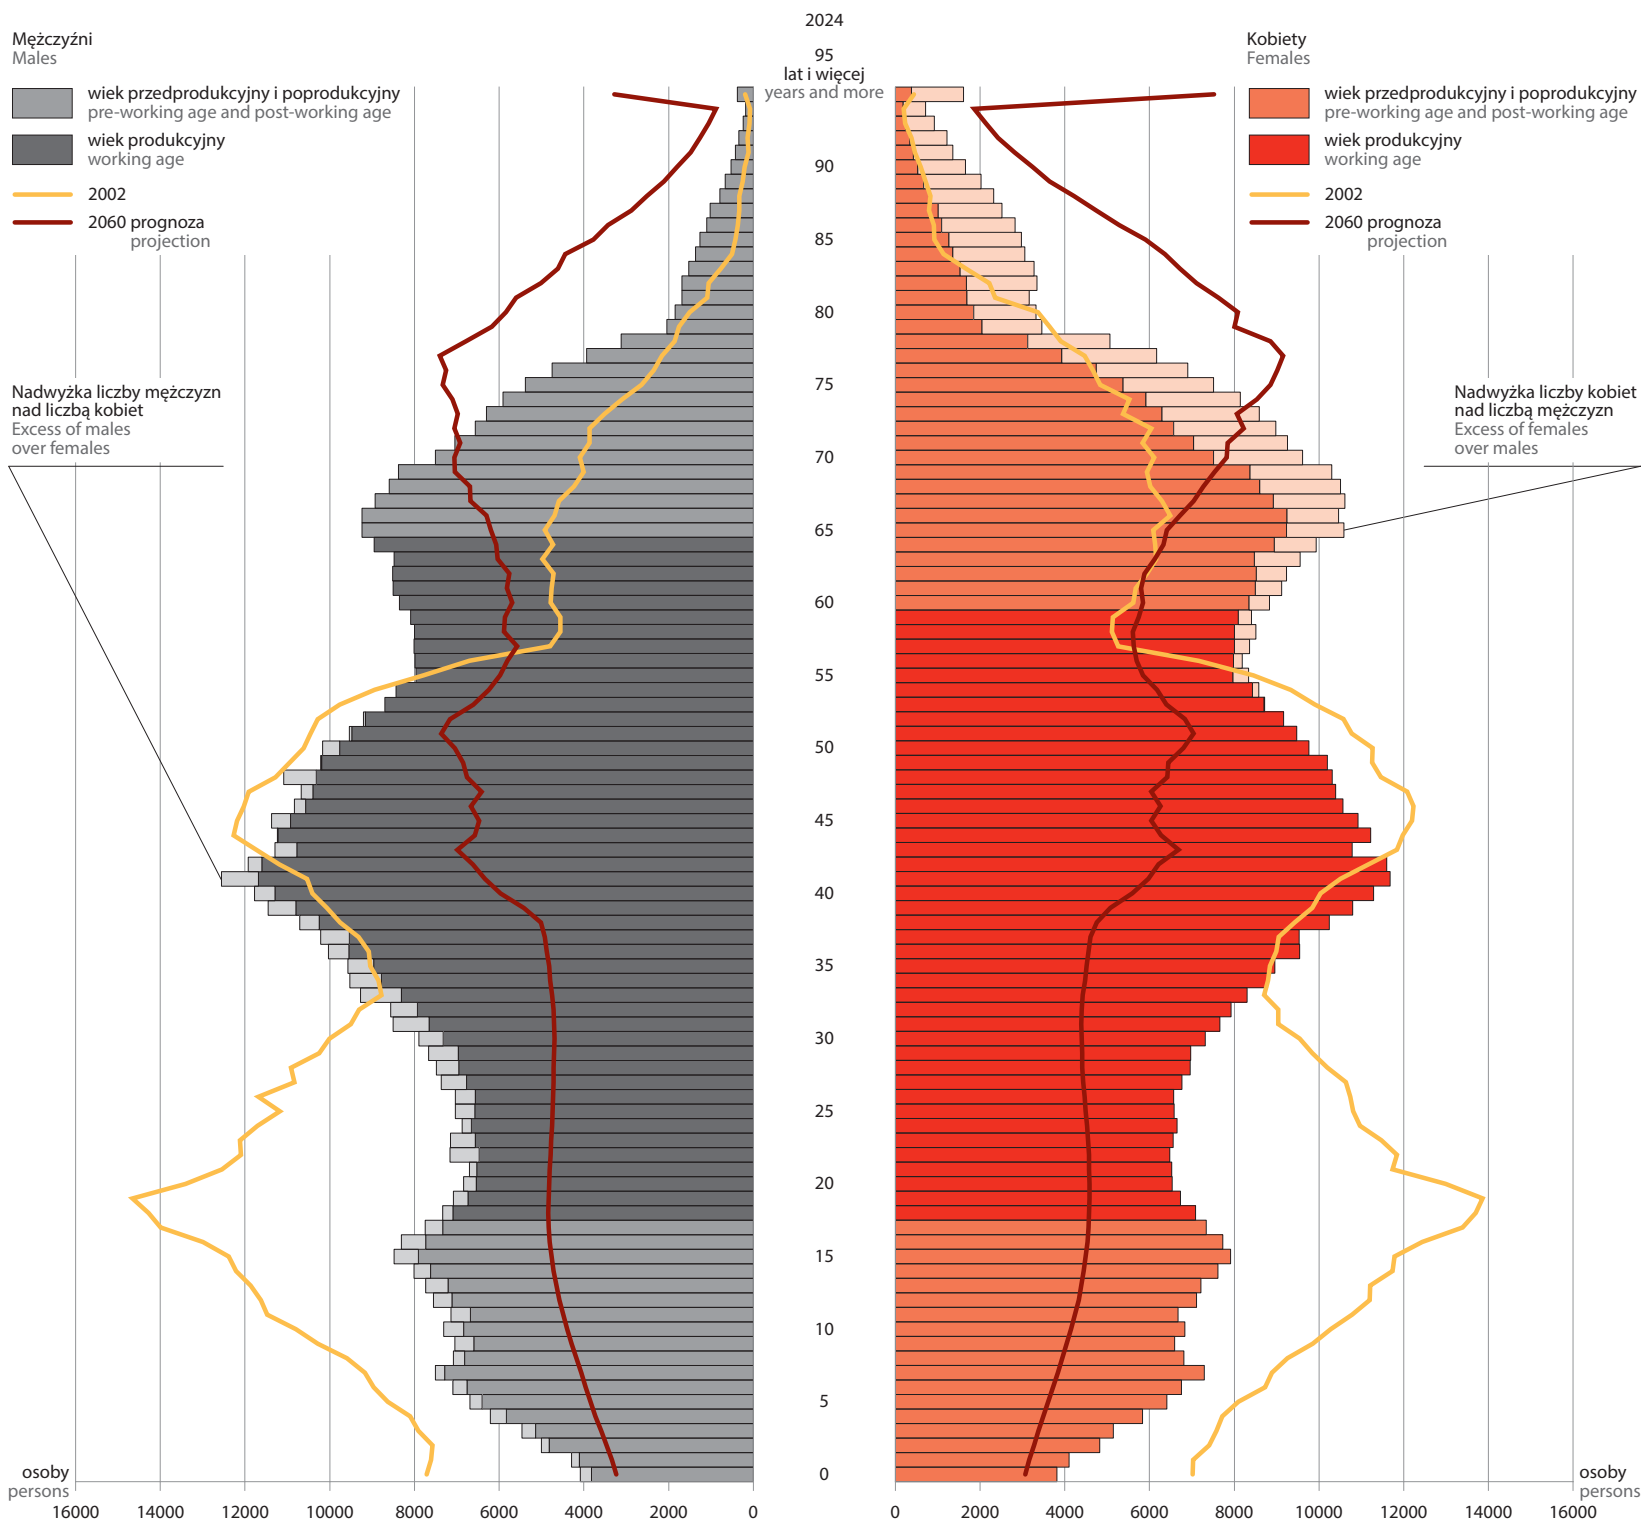 2024
Mężczyźni
Males
wiek przedprodukcyjny i poprodukcyjny
pre-working age and post-working age
wiek produkcyjny
working age
2002
2060 prognoza
projection
Kobiety
Females
wiek przedprodukcyjny i poprodukcyjny
pre-working age and post-working age
wiek produkcyjny
working age
2002
2060 prognoza
projection
95
lat i więcej
years and more
90
85
80
75
70
65
60
55
50
45
40
35
30
25
20
15
10
5
0
Nadwyżka liczby mężczyzn
nad liczbą kobiet
Excess of males
over females
Nadwyżka liczby kobiet
nad liczbą mężczyzn
Excess of females
over males
osoby
persons
16000 14000 12000 10000 8000 6000 4000 2000 0
0 2000 4000 6000 8000 10000 12000 14000 16000
osoby
persons